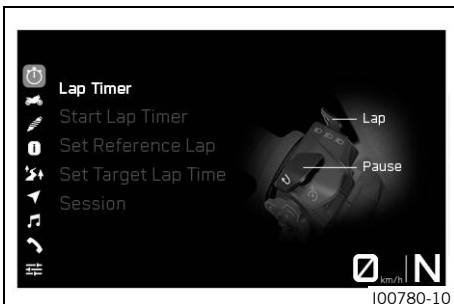 Lap Timer
Start Lap Timer
Set Reference Lap
Set Target Lap Time
Session
Lap
Pause
0 km/h N
I00780-10